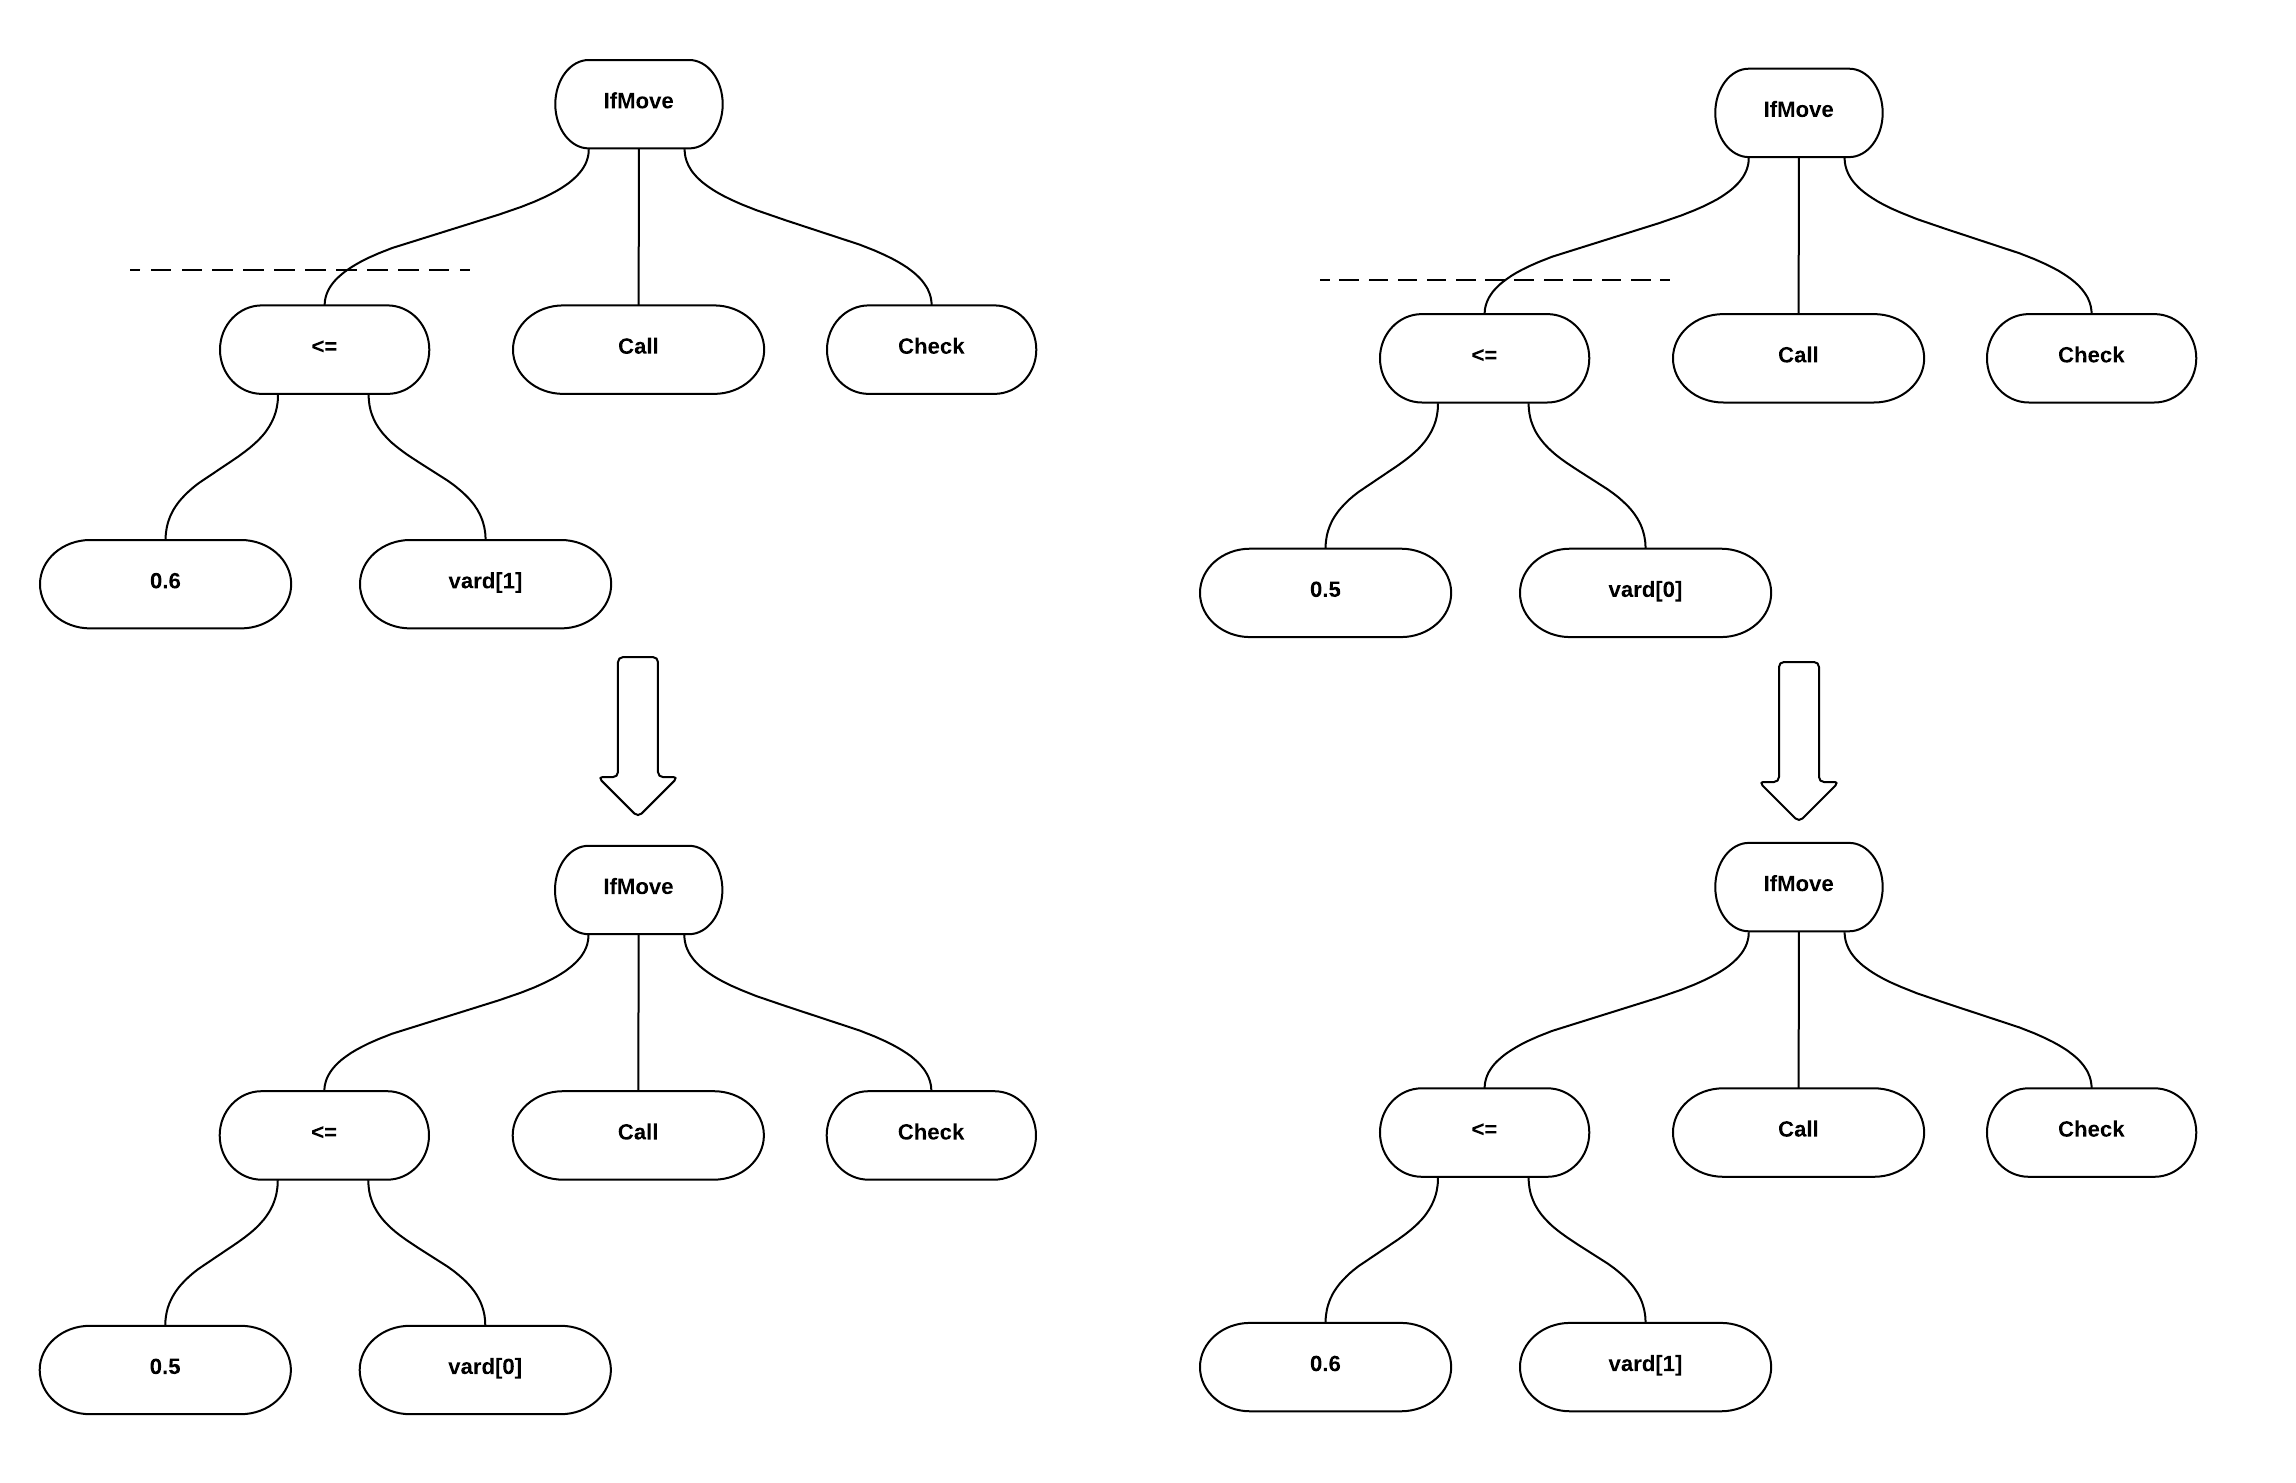 IfMove
<=
Call
Check
0.6
vard[1]
IfMove
<=
Call
Check
0.5
vard[0]
IfMove
<=
Call
Check
0.5
vard[0]
IfMove
<=
Call
Check
0.6
vard[1]